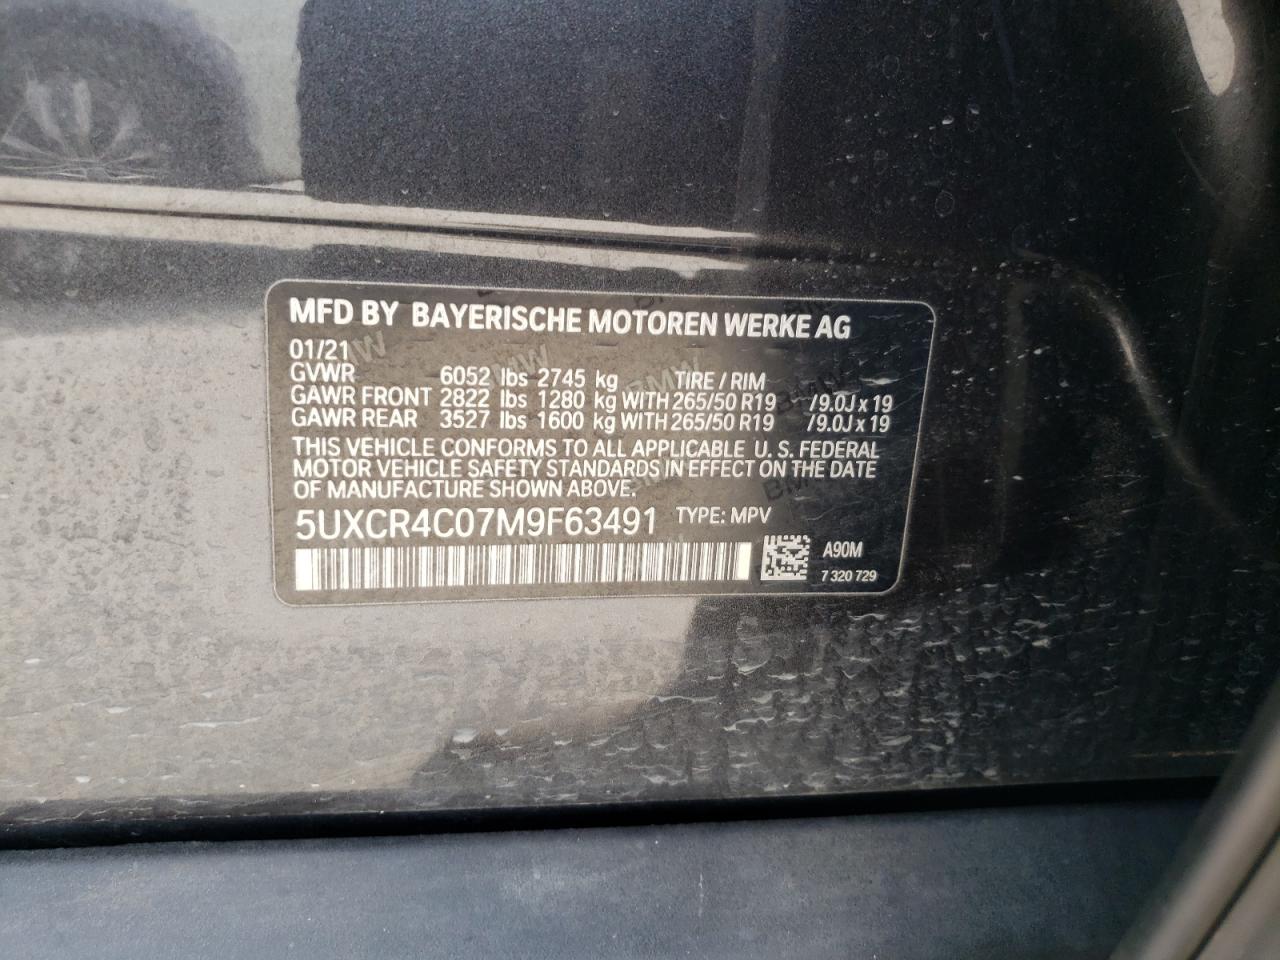 MFD BY BAYERISCHE MOTOREN WERKE AG
01/21
GVWR 6052 lbs 2745 kg TIRE / RIM
GAWR FRONT 2822 lbs 1280 kg WITH 265/50 R19 /9.0J x 19
GAWR REAR 3527 lbs 1600 kg WITH 265/50 R19 /9.0J x 19
THIS VEHICLE CONFORMS TO ALL APPLICABLE U. S. FEDERAL
MOTOR VEHICLE SAFETY STANDARDS IN EFFECT ON THE DATE
OF MANUFACTURE SHOWN ABOVE.
5UXCR4C07M9F63491 TYPE: MPV
A90M
7 320 729